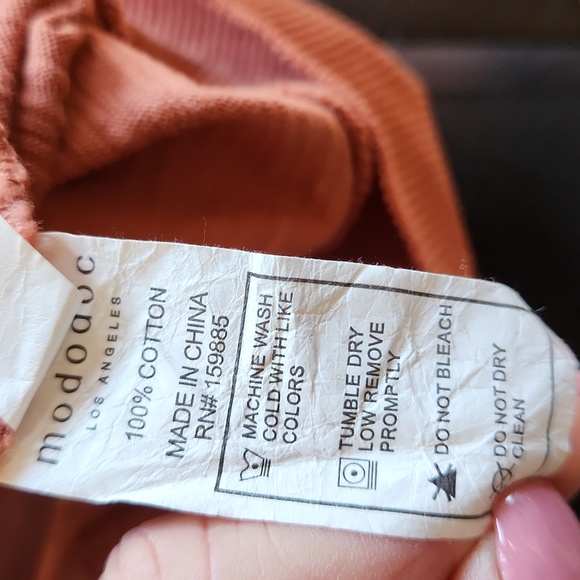 mododoc
LOS ANGELES
100% COTTON
MADE IN CHINA
RN# 159885
MACHINE WASH
COLD WITH LIKE
COLORS
TUMBLE DRY
LOW REMOVE
PROMPTLY
DO NOT BLEACH
DO NOT DRY
CLEAN